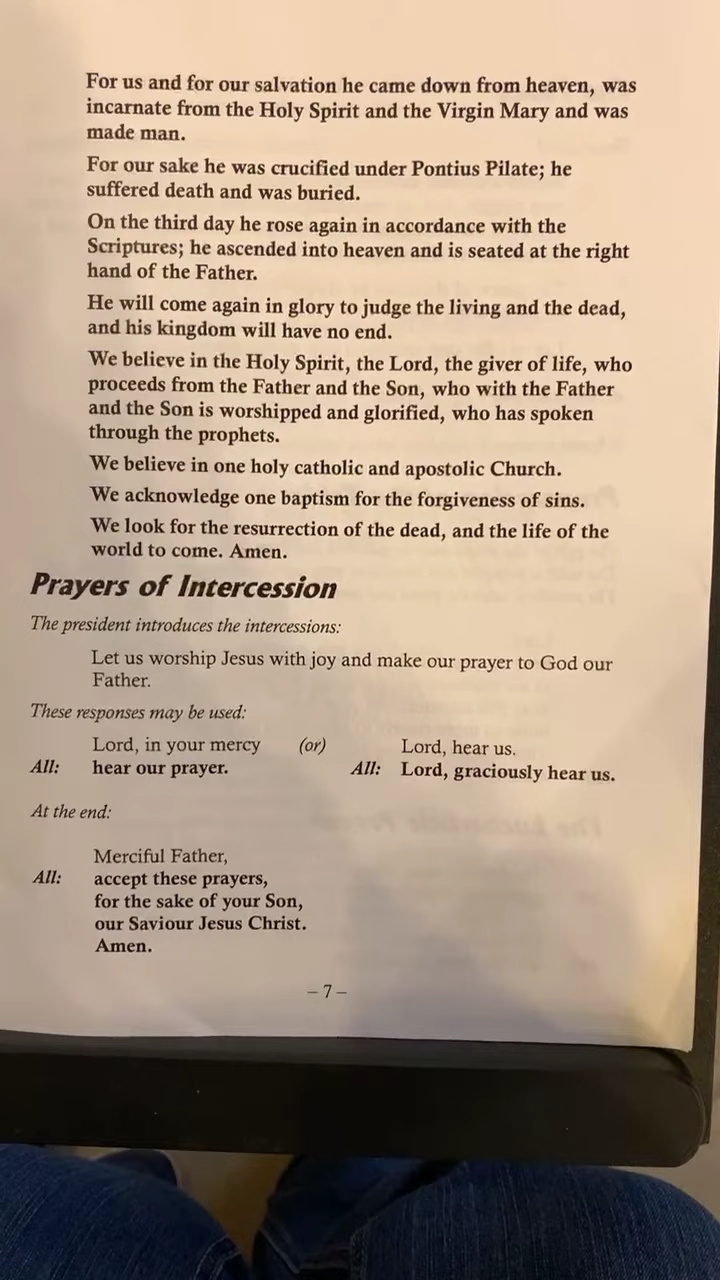 For us and for our salvation he came down from heaven, was
incarnate from the Holy Spirit and the Virgin Mary and was
made man.
For our sake he was crucified under Pontius Pilate; he
suffered death and was buried.
On the third day he rose again in accordance with the
Scriptures; he ascended into heaven and is seated at the right
hand of the Father.
He will come again in glory to judge the living and the dead,
and his kingdom will have no end.
We believe in the Holy Spirit, the Lord, the giver of life, who
proceeds from the Father and the Son, who with the Father
and the Son is worshipped and glorified, who has spoken
through the prophets.
We believe in one holy catholic and apostolic Church.
We acknowledge one baptism for the forgiveness of sins.
We look for the resurrection of the dead, and the life of the
world to come. Amen.
Prayers of Intercession
The president introduces the intercessions:
Let us worship Jesus with joy and make our prayer to God our
Father.
These responses may be used:
Lord, in your mercy (or) Lord, hear us.
All: hear our prayer. All: Lord, graciously hear us.
At the end:
Merciful Father,
All: accept these prayers,
for the sake of your Son,
our Saviour Jesus Christ.
Amen.
– 7 –